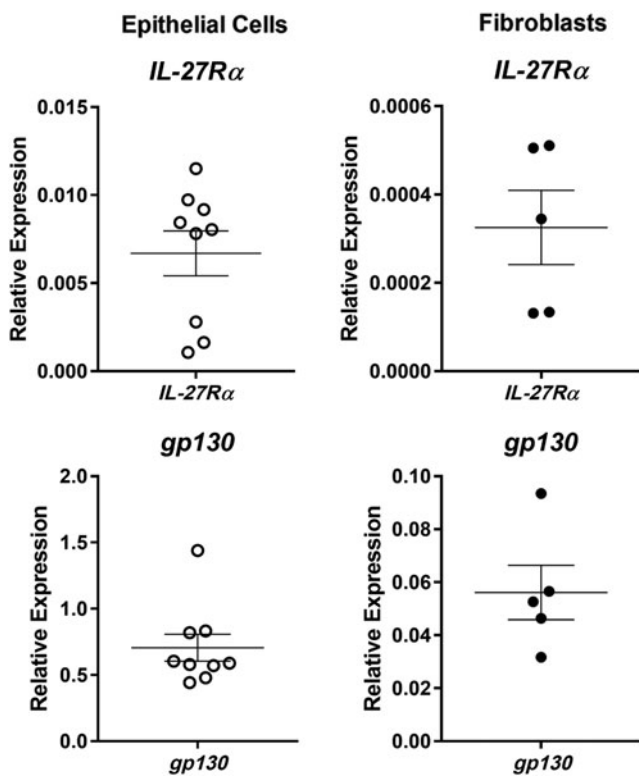 Epithelial Cells
IL-27Rα
Relative Expression
0.015
0.010
0.005
0.000
IL-27Rα
Fibroblasts
IL-27Rα
Relative Expression
0.0006
0.0004
0.0002
0.0000
IL-27Rα
gp130
Relative Expression
2.0
1.5
1.0
0.5
0.0
gp130
gp130
Relative Expression
0.10
0.08
0.06
0.04
0.02
0.00
gp130